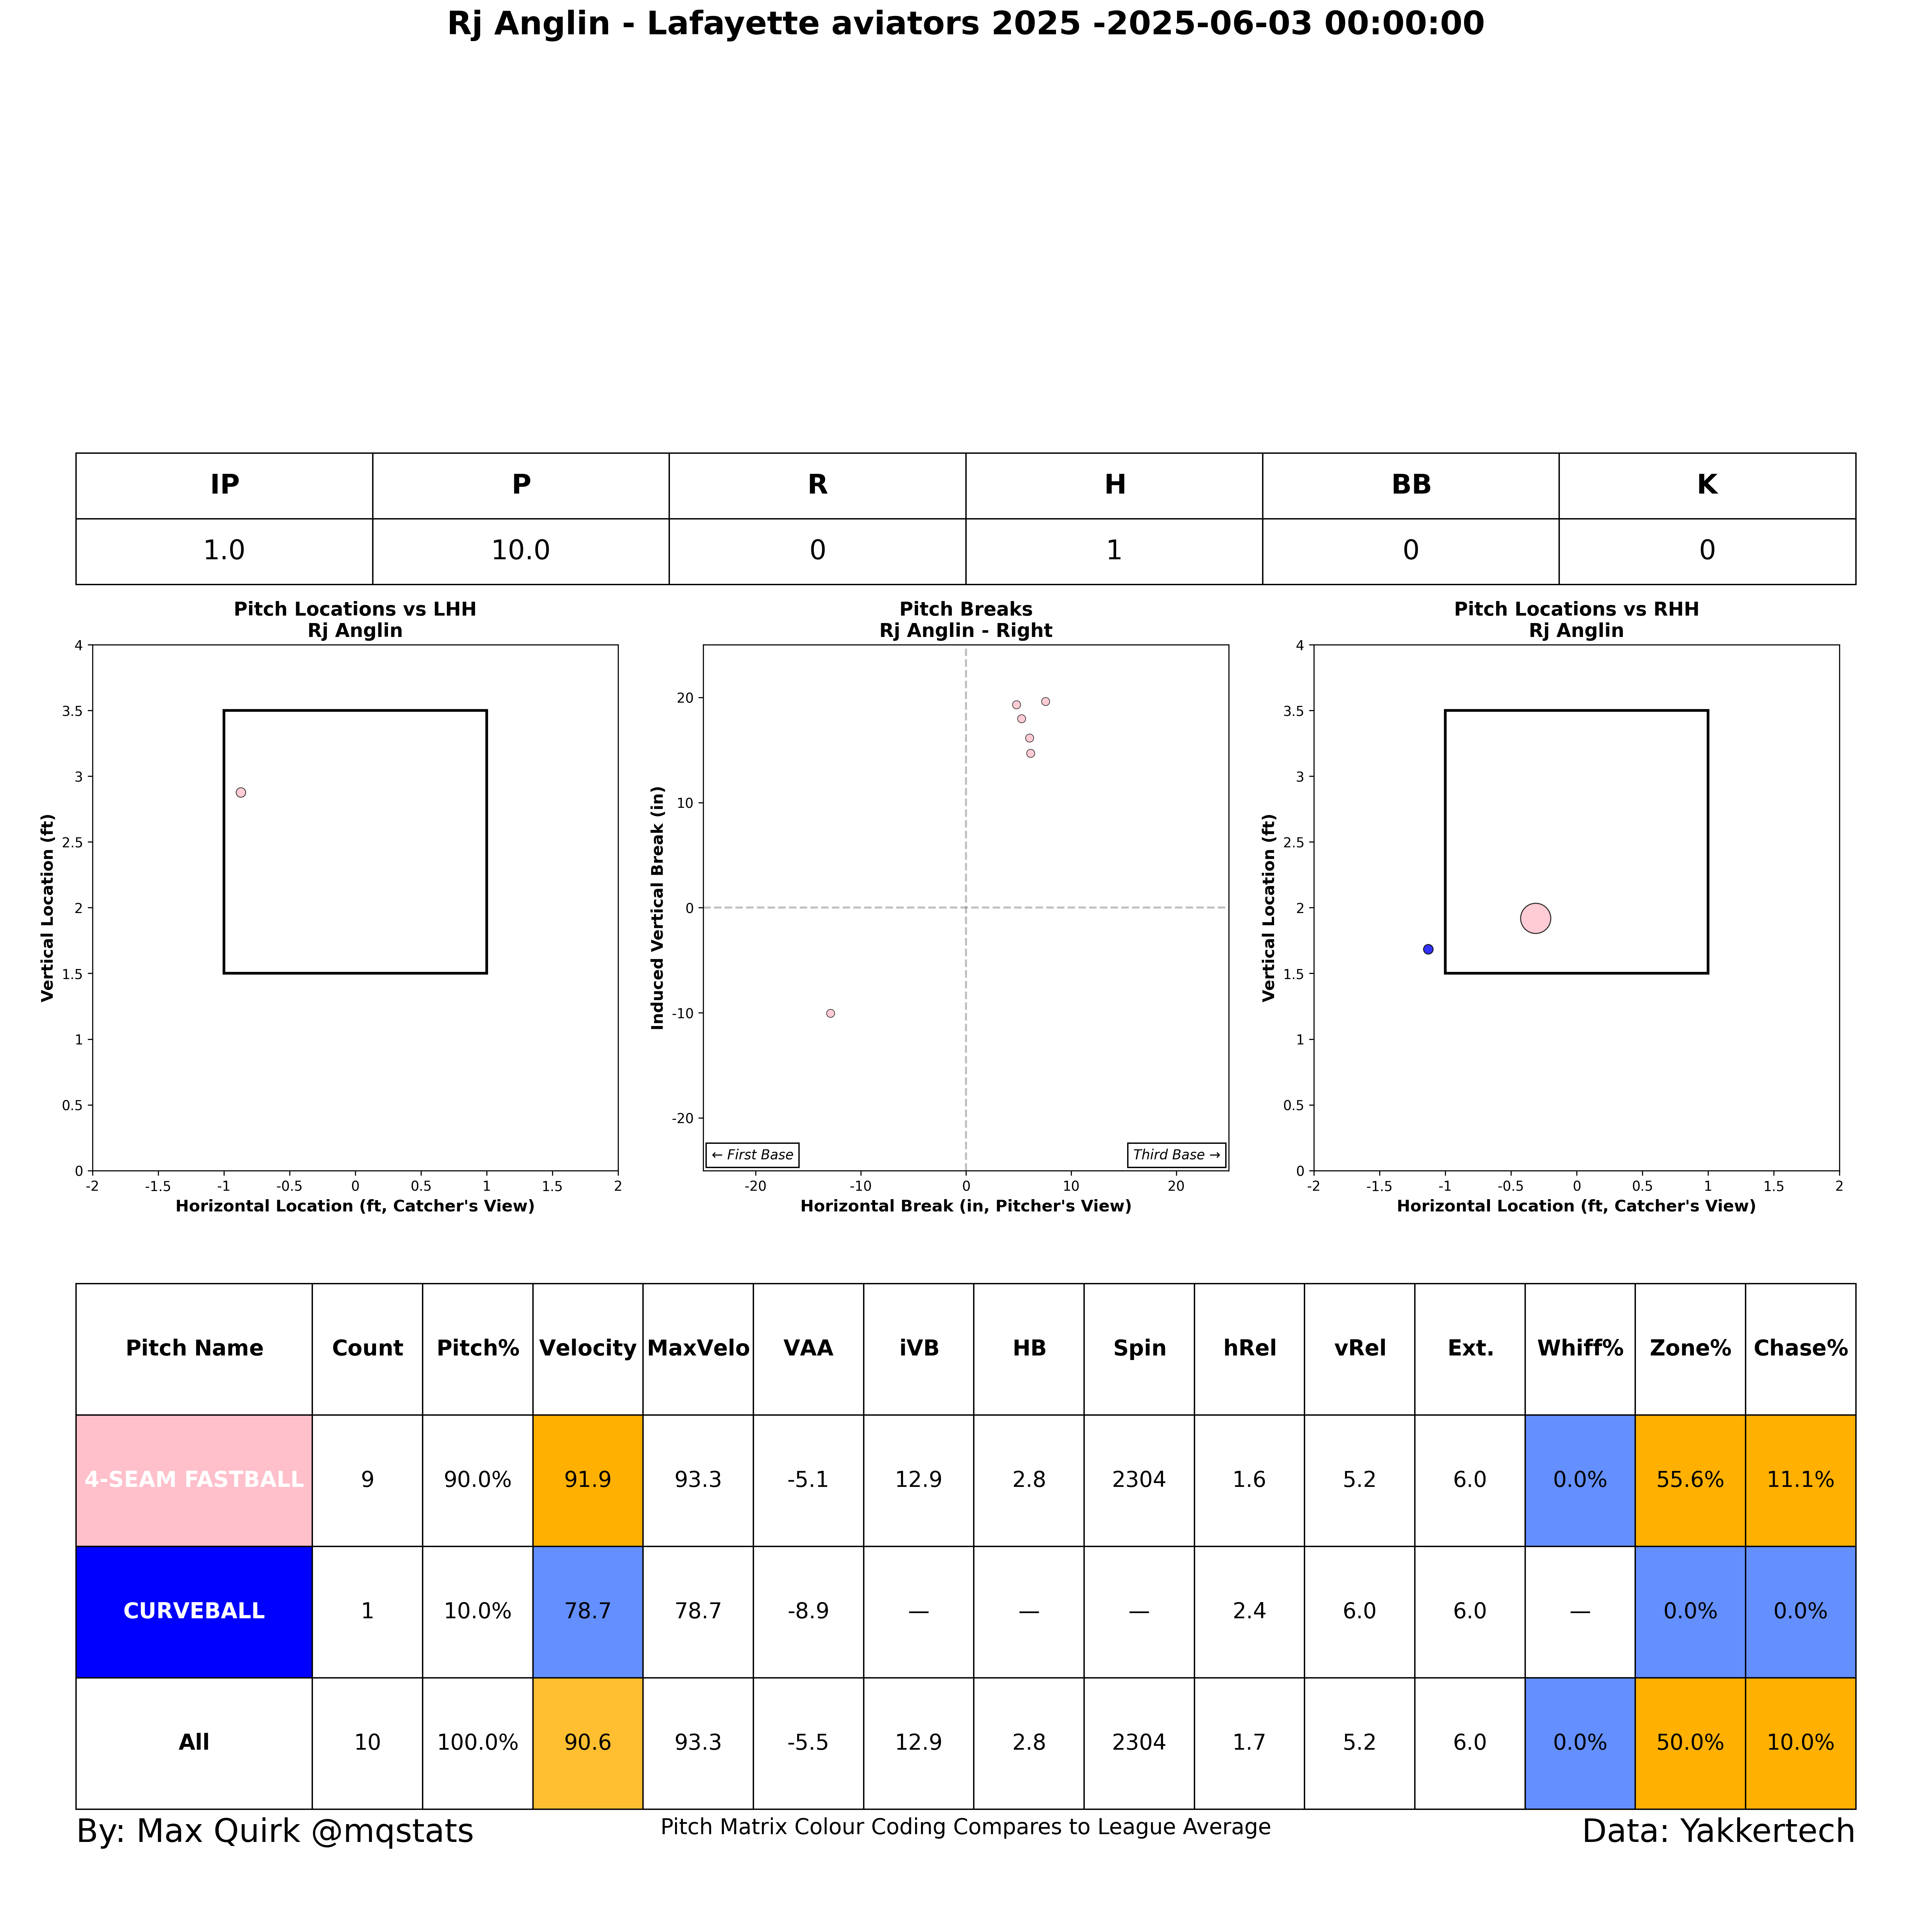 Rj Anglin - Lafayette aviators 2025 -2025-06-03 00:00:00
IP P R H BB K
1.0 10.0 0 1 0 0
Pitch Locations vs LHH
Rj Anglin
4
3.5
3
2.5
2
1.5
1
0.5
0
-2 -1.5 -1 -0.5 0 0.5 1 1.5 2
Vertical Location (ft)
Horizontal Location (ft, Catcher's View)
Pitch Breaks
Rj Anglin - Right
20
10
0
-10
-20
← First Base
Third Base →
-20 -10 0 10 20
Induced Vertical Break (in)
Horizontal Break (in, Pitcher's View)
Pitch Locations vs RHH
Rj Anglin
4
3.5
3
2.5
2
1.5
1
0.5
0
-2 -1.5 -1 -0.5 0 0.5 1 1.5 2
Vertical Location (ft)
Horizontal Location (ft, Catcher's View)
Pitch Name Count Pitch% Velocity MaxVelo VAA iVB HB Spin hRel vRel Ext. Whiff% Zone% Chase%
4-SEAM FASTBALL 9 90.0% 91.9 93.3 -5.1 12.9 2.8 2304 1.6 5.2 6.0 0.0% 55.6% 11.1%
CURVEBALL 1 10.0% 78.7 78.7 -8.9 — — — 2.4 6.0 6.0 — 0.0% 0.0%
All 10 100.0% 90.6 93.3 -5.5 12.9 2.8 2304 1.7 5.2 6.0 0.0% 50.0% 10.0%
By: Max Quirk @mqstats
Pitch Matrix Colour Coding Compares to League Average
Data: Yakkertech